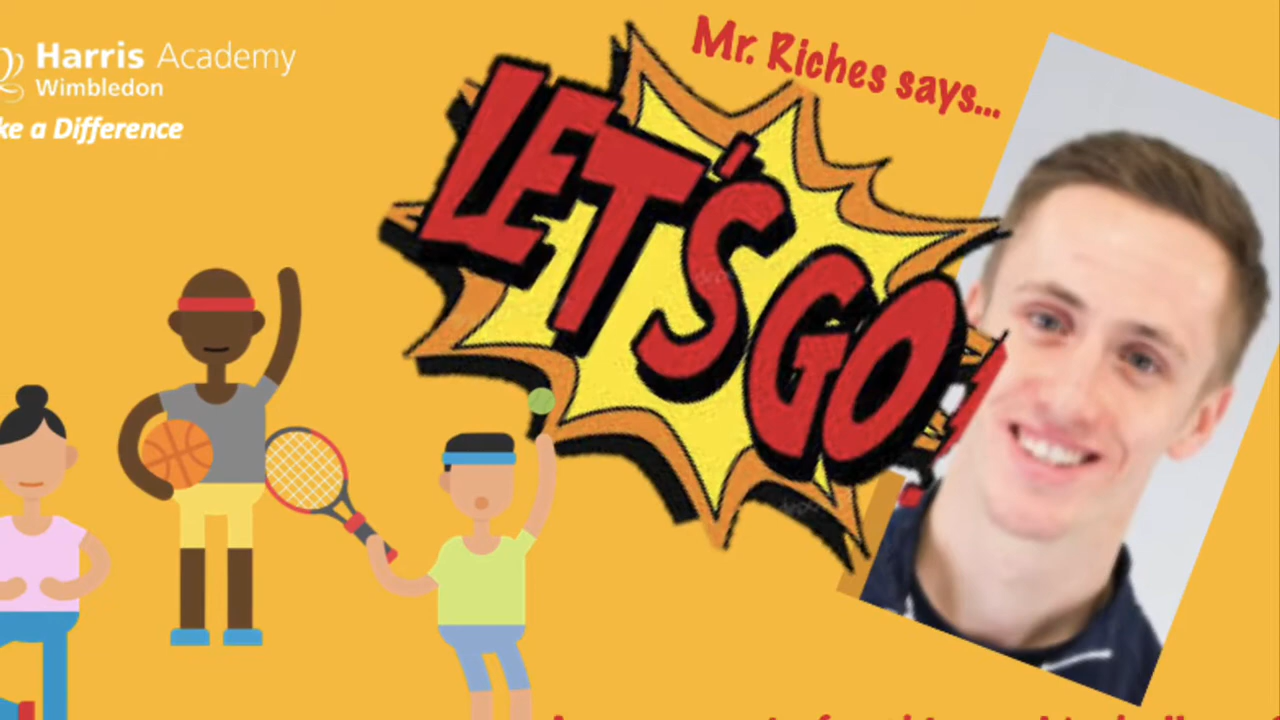 Harris Academy
Wimbledon
ke a Difference
Mr. Riches says...
LET'S GO!